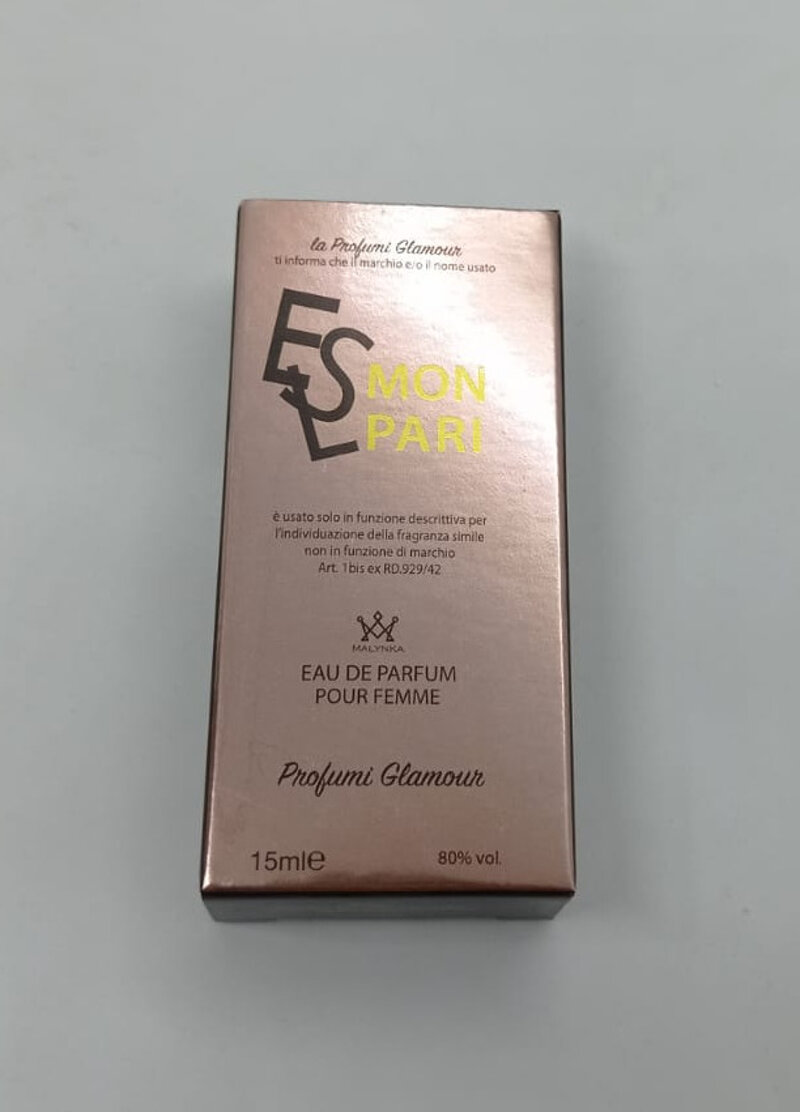 la Profumi Glamour
ti informa che il marchio e/o il nome usato
ESL MON
PARI
è usato solo in funzione descrittiva per
l'individuazione della fragranza simile
non in funzione di marchio
Art. 1bis ex RD.929/42
MALYNKA
EAU DE PARFUM
POUR FEMME
Profumi Glamour
15ml℮ 80% vol.